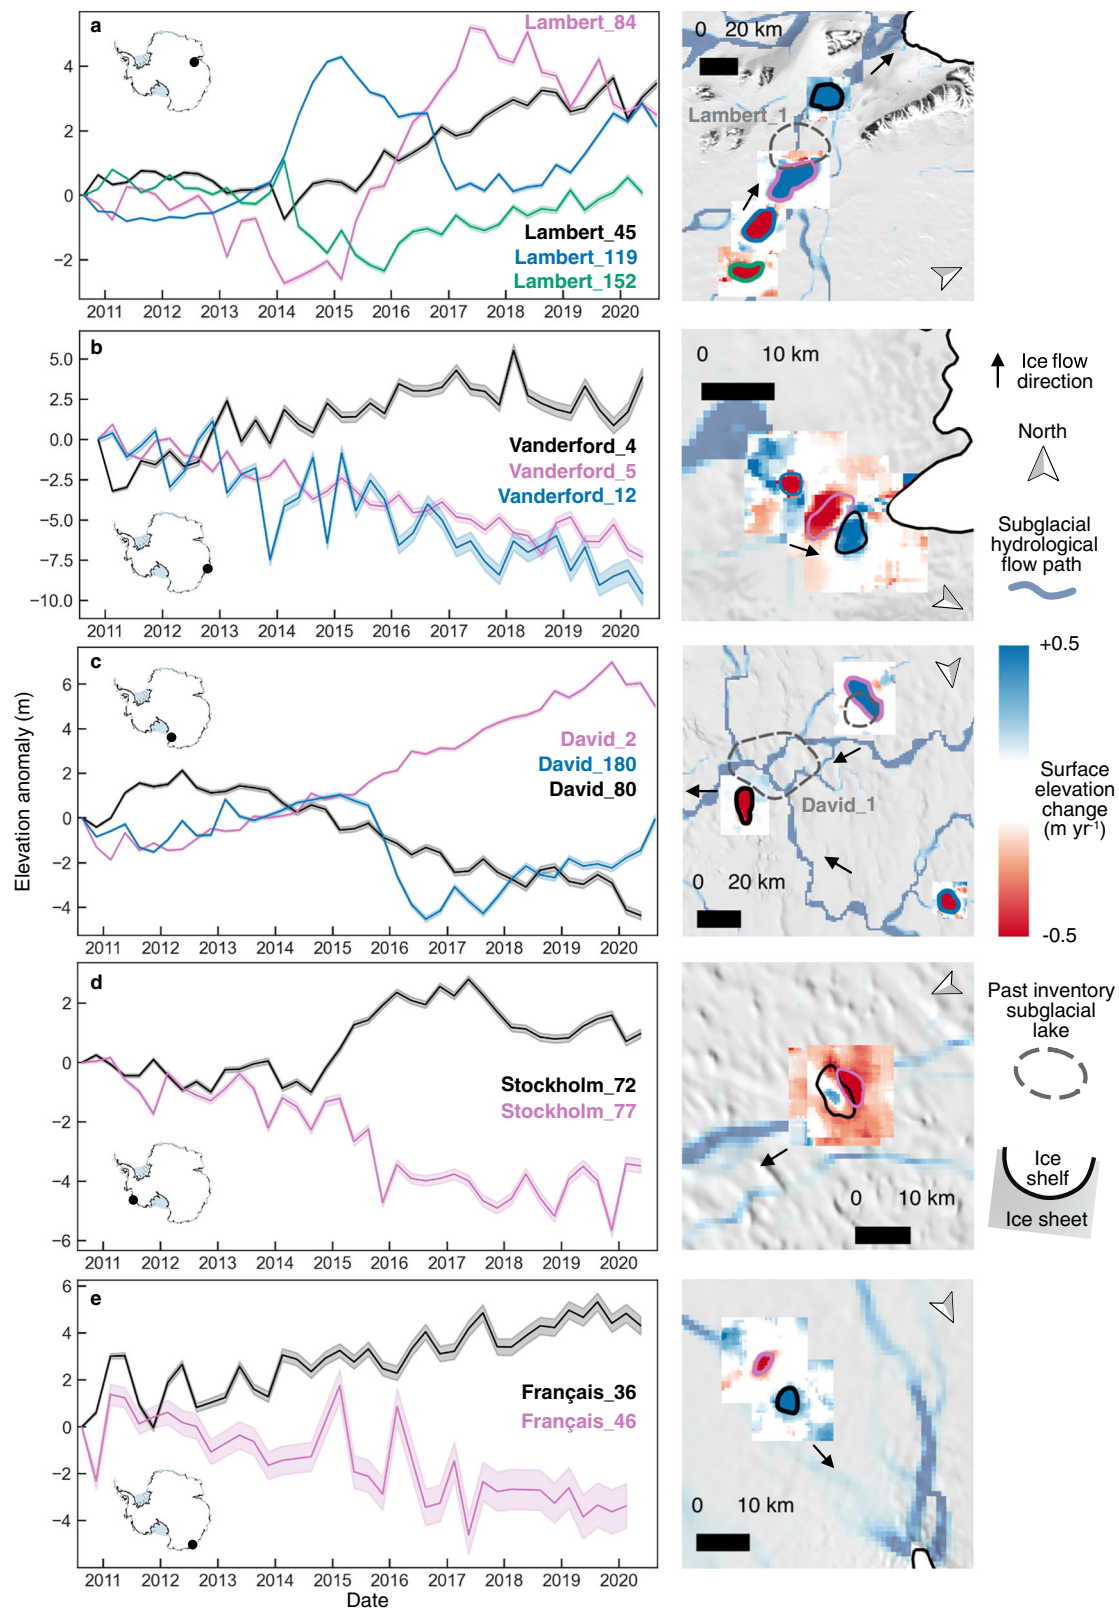 a
Lambert_84
4
2
0
−2
Lambert_45
Lambert_119
Lambert_152
2011 2012 2013 2014 2015 2016 2017 2018 2019 2020
0 20 km
Lambert_1
b
5.0
2.5
0.0
−2.5
−5.0
−7.5
−10.0
Vanderford_4
Vanderford_5
Vanderford_12
2011 2012 2013 2014 2015 2016 2017 2018 2019 2020
0 10 km
Ice flow
direction
North
Subglacial
hydrological
flow path
Elevation anomaly (m)
c
6
4
2
0
−2
−4
David_2
David_180
David_80
2011 2012 2013 2014 2015 2016 2017 2018 2019 2020
David_1
0 20 km
+0.5
Surface
elevation
change
(m yr⁻¹)
-0.5
d
2
0
−2
−4
−6
Stockholm_72
Stockholm_77
2011 2012 2013 2014 2015 2016 2017 2018 2019 2020
0 10 km
Past inventory
subglacial
lake
Ice
shelf
Ice sheet
e
6
4
2
0
−2
−4
Français_36
Français_46
2011 2012 2013 2014 2015 2016 2017 2018 2019 2020
Date
0 10 km